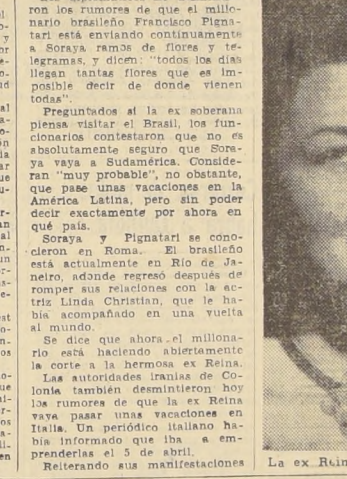 ron los rumores de que el millo-
nario brasileño Francisco Pigna-
tari está enviando continuamente
a Soraya ramos de flores y te-
legramas, y dicen: "todos los días
llegan tantas flores que es im-
posible decir de donde vienen
todas".
Preguntados si la ex soberana
piensa visitar el Brasil, los fun-
cionarios contestaron que no es
absolutamente seguro que Sora-
ya vaya a Sudamérica. Conside-
ran "muy probable", no obstante,
que pase unas vacaciones en la
América Latina, pero sin poder
decir exactamente por ahora en
qué país.
Soraya y Pignatari se cono-
cieron en Roma. El brasileño
está actualmente en Río de Ja-
neiro, adonde regresó después de
romper sus relaciones con la ac-
triz Linda Christian, que le ha-
bía acompañado en una vuelta
al mundo.
Se dice que ahora el millona-
rio está haciendo abiertamente
la corte a la hermosa ex Reina.
Las autoridades iranias de Co-
lonia también desmintieron hoy
los rumores de que la ex Reina
vaya pasar unas vacaciones en
Italia. Un periódico italiano ha-
bía informado que iba a em-
prenderlas el 5 de abril.
Reiterando sus manifestaciones
La ex Rein